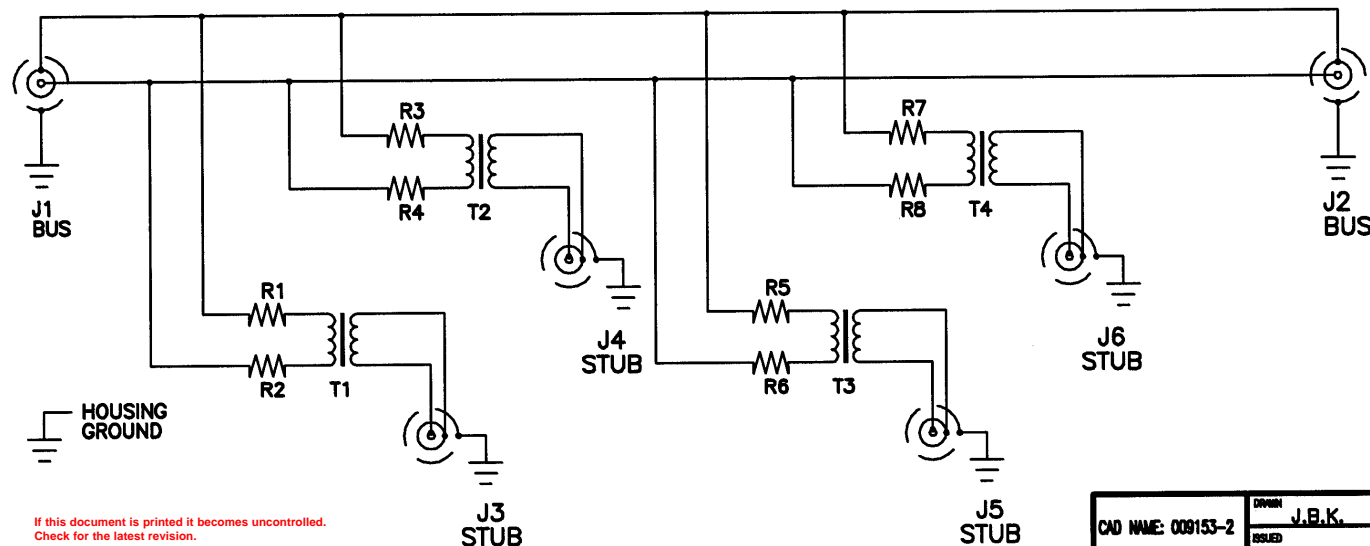 R3
R7
R4
T2
R8
T4
J1
BUS
J2
BUS
R1
R5
J4
STUB
J6
STUB
R2
T1
R6
T3
HOUSING
GROUND
J3
STUB
J5
STUB
If this document is printed it becomes uncontrolled.
Check for the latest revision.
CAD NAME: 009153-2
DRAWN
J.B.K.
ISSUED